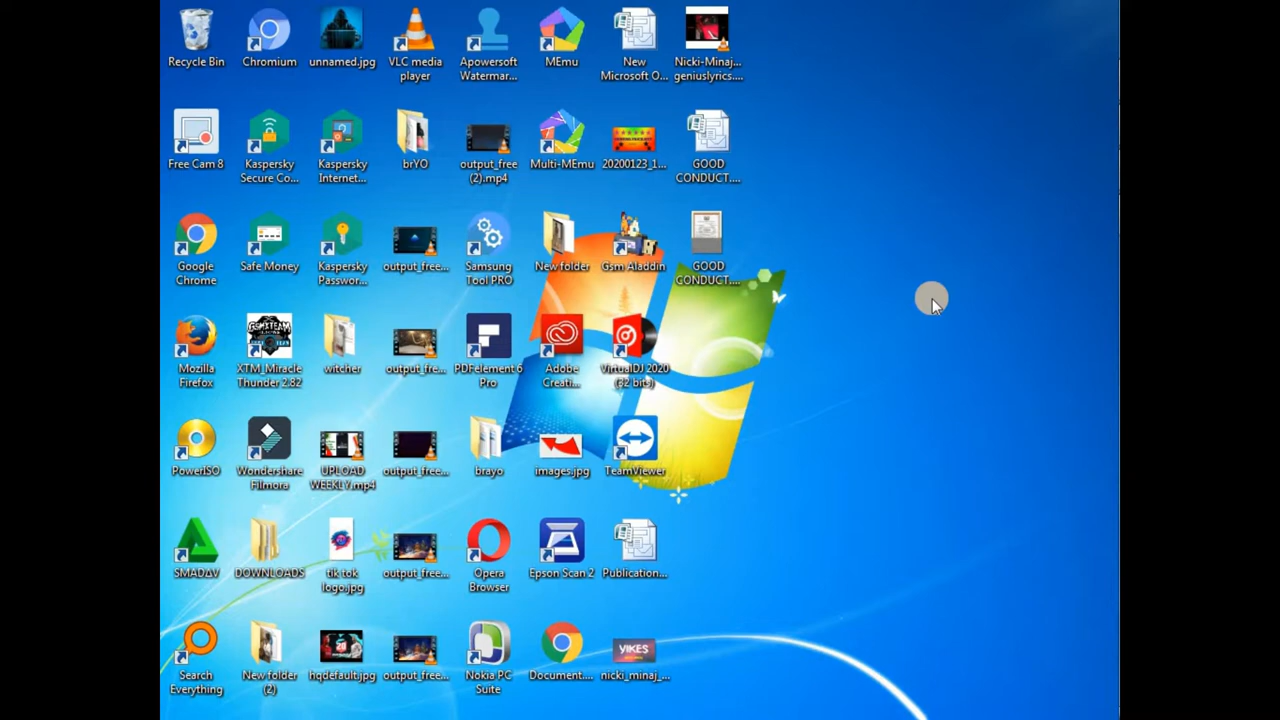 Recycle Bin
Chromium
unnamed.jpg
VLC media
player
Apowersoft
Watermar...
MEmu
New
Microsoft O...
Nicki-Minaj...
geniuslyrics....
Free Cam 8
Kaspersky
Secure Co...
Kaspersky
Internet...
brYO
output_free
(2).mp4
Multi-MEmu
20200123_1...
GOOD
CONDUCT....
Google
Chrome
Safe Money
Kaspersky
Passwor...
output_free...
Samsung
Tool PRO
New folder
Gsm Aladdin
GOOD
CONDUCT....
Mozilla
Firefox
XTM_Miracle
Thunder 2.82
witcher
output_fre...
PDFelement 6
Pro
Adobe
Creati...
VirtualDJ 2020
(32 bits)
PowerISO
Wondershare
Filmora
UPLOAD
WEEKLY.mp4
output_free...
brayo
images.jpg
TeamViewer
SMADAV
DOWNLOADS
tik tok
logo.jpg
output_free...
Opera
Browser
Epson Scan 2
Publication...
Search
Everything
New folder
(2)
hqdefault.jpg
output_free...
Nokia PC
Suite
Document....
YIKES
nicki_minaj_...